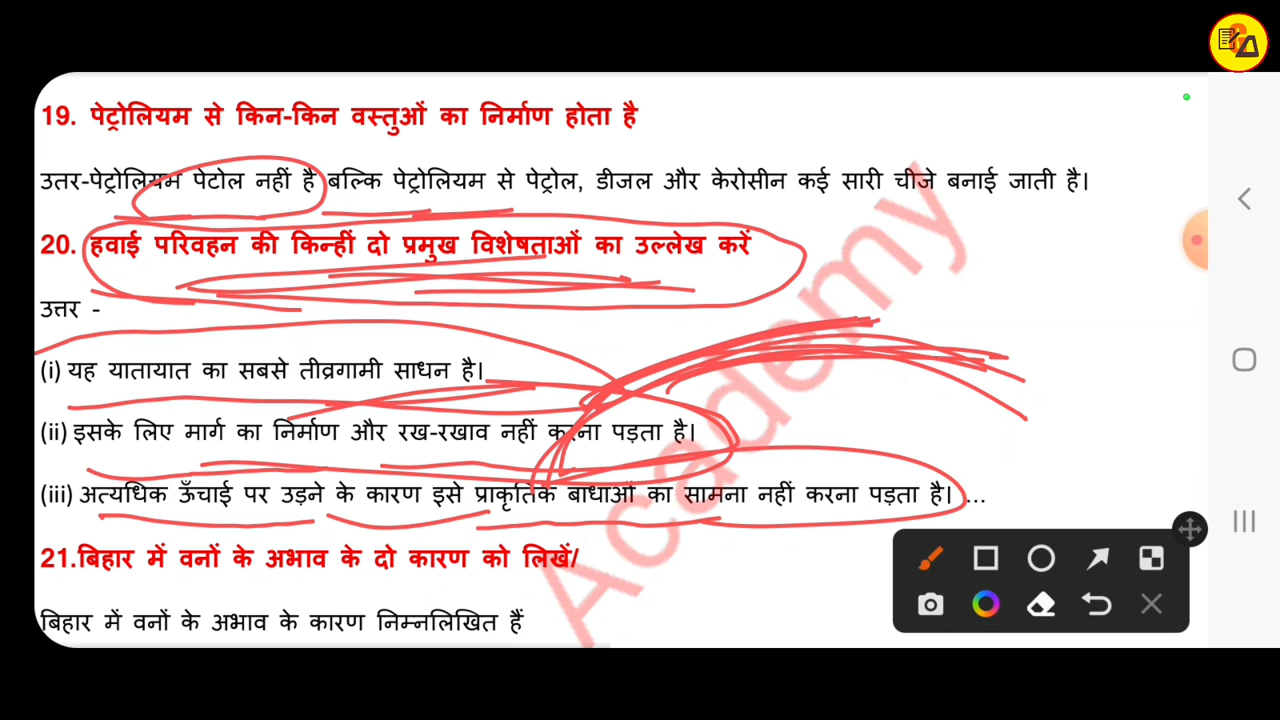 19. पेट्रोलियम से किन-किन वस्तुओं का निर्माण होता है
उतर-पेट्रोलियम पेटोल नहीं है बल्कि पेट्रोलियम से पेट्रोल, डीजल और केरोसीन कई सारी चीजे बनाई जाती है।
20. हवाई परिवहन की किन्हीं दो प्रमुख विशेषताओं का उल्लेख करें
उत्तर -
(i) यह यातायात का सबसे तीव्रगामी साधन है।
(ii) इसके लिए मार्ग का निर्माण और रख-रखाव नहीं करना पड़ता है।
(iii) अत्यधिक ऊँचाई पर उड़ने के कारण इसे प्राकृतिक बाधाओं का सामना नहीं करना पड़ता है। ...
21.बिहार में वनों के अभाव के दो कारण को लिखें/
बिहार में वनों के अभाव के कारण निम्नलिखित हैं
Academy